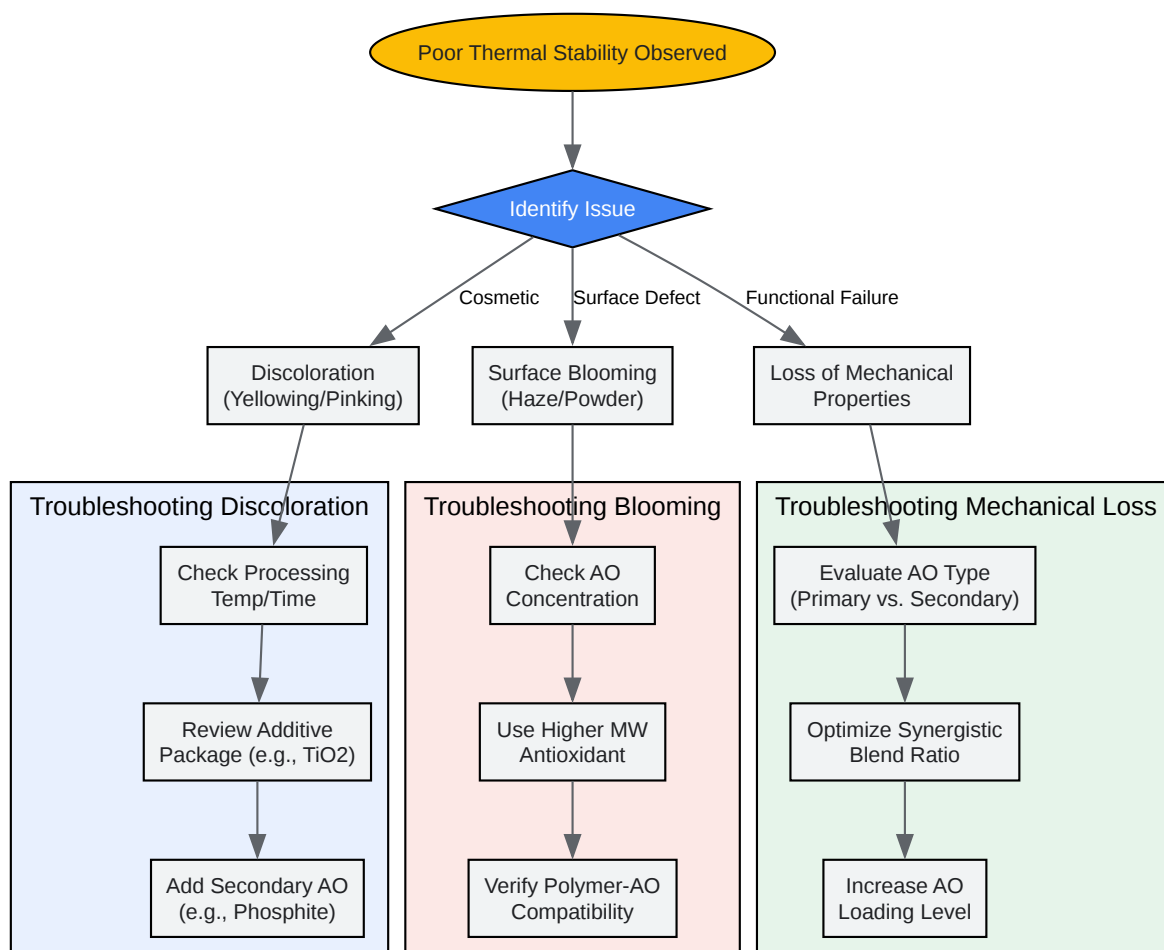 Poor Thermal Stability Observed
Identify Issue
Cosmetic
Surface Defect
Functional Failure
Discoloration
(Yellowing/Pinking)
Surface Blooming
(Haze/Powder)
Loss of Mechanical
Properties
Troubleshooting Discoloration
Check Processing
Temp/Time
Review Additive
Package (e.g., TiO2)
Add Secondary AO
(e.g., Phosphite)
Troubleshooting Blooming
Check AO
Concentration
Use Higher MW
Antioxidant
Verify Polymer-AO
Compatibility
Troubleshooting Mechanical Loss
Evaluate AO Type
(Primary vs. Secondary)
Optimize Synergistic
Blend Ratio
Increase AO
Loading Level